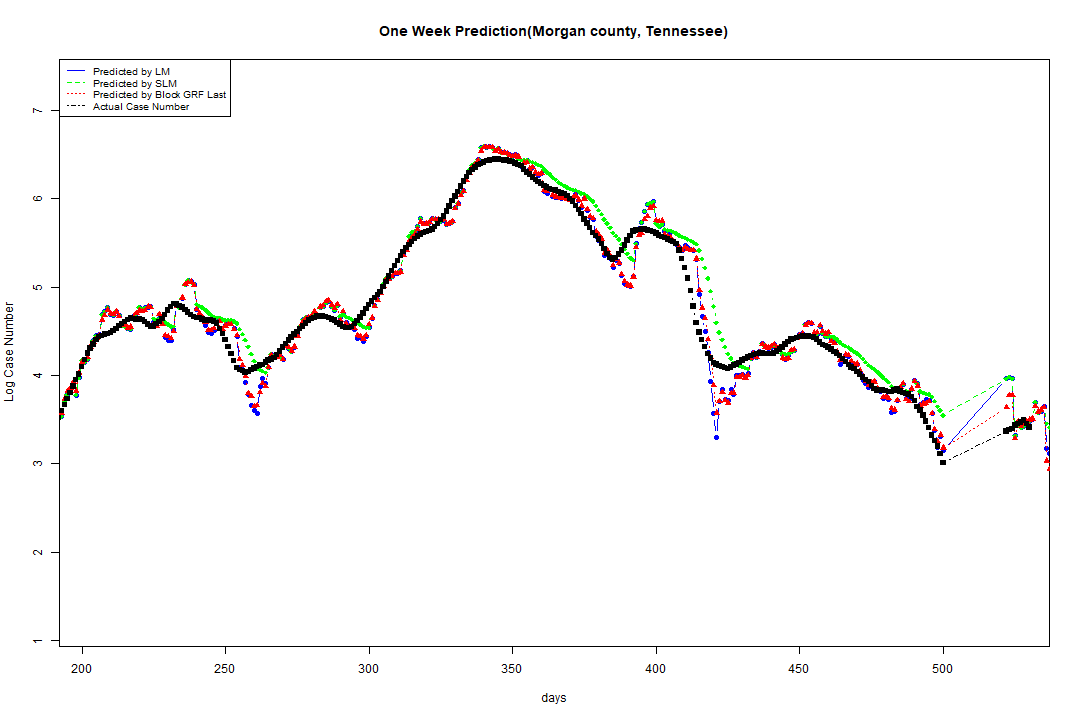 One Week Prediction(Morgan county, Tennessee)
Predicted by LM
Predicted by SLM
Predicted by Block GRF Last
Actual Case Number
7
6
5
4
3
2
1
Log Case Number
200 250 300 350 400 450 500
days